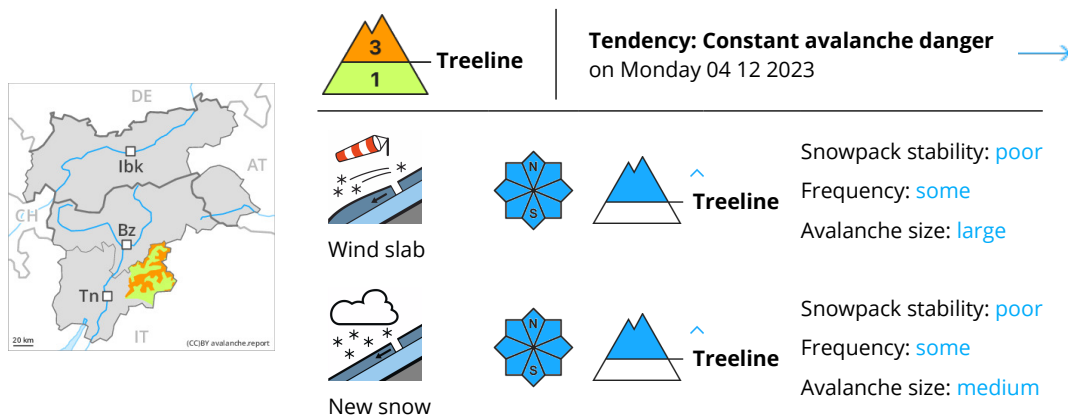 3
1
Treeline
Tendency: Constant avalanche danger
on Monday 04 12 2023
DE
Ibk
AT
CH
Bz
Tn
IT
20 km
(CC)BY avalanche.report
N
S
Treeline
Snowpack stability: poor
Frequency: some
Avalanche size: large
Wind slab
N
S
Treeline
Snowpack stability: poor
Frequency: some
Avalanche size: medium
New snow